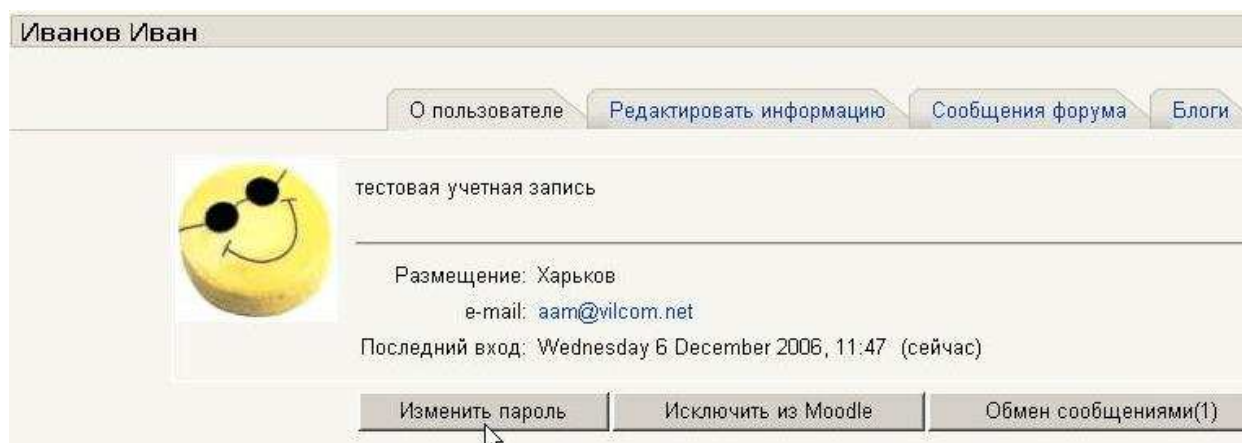 Иванов Иван
О пользователе Редактировать информацию Сообщения форума Блоги
тестовая учетная запись
Размещение: Харьков
e-mail: aam@vilcom.net
Последний вход: Wednesday 6 December 2006, 11:47 (сейчас)
Изменить пароль Исключить из Moodle Обмен сообщениями(1)